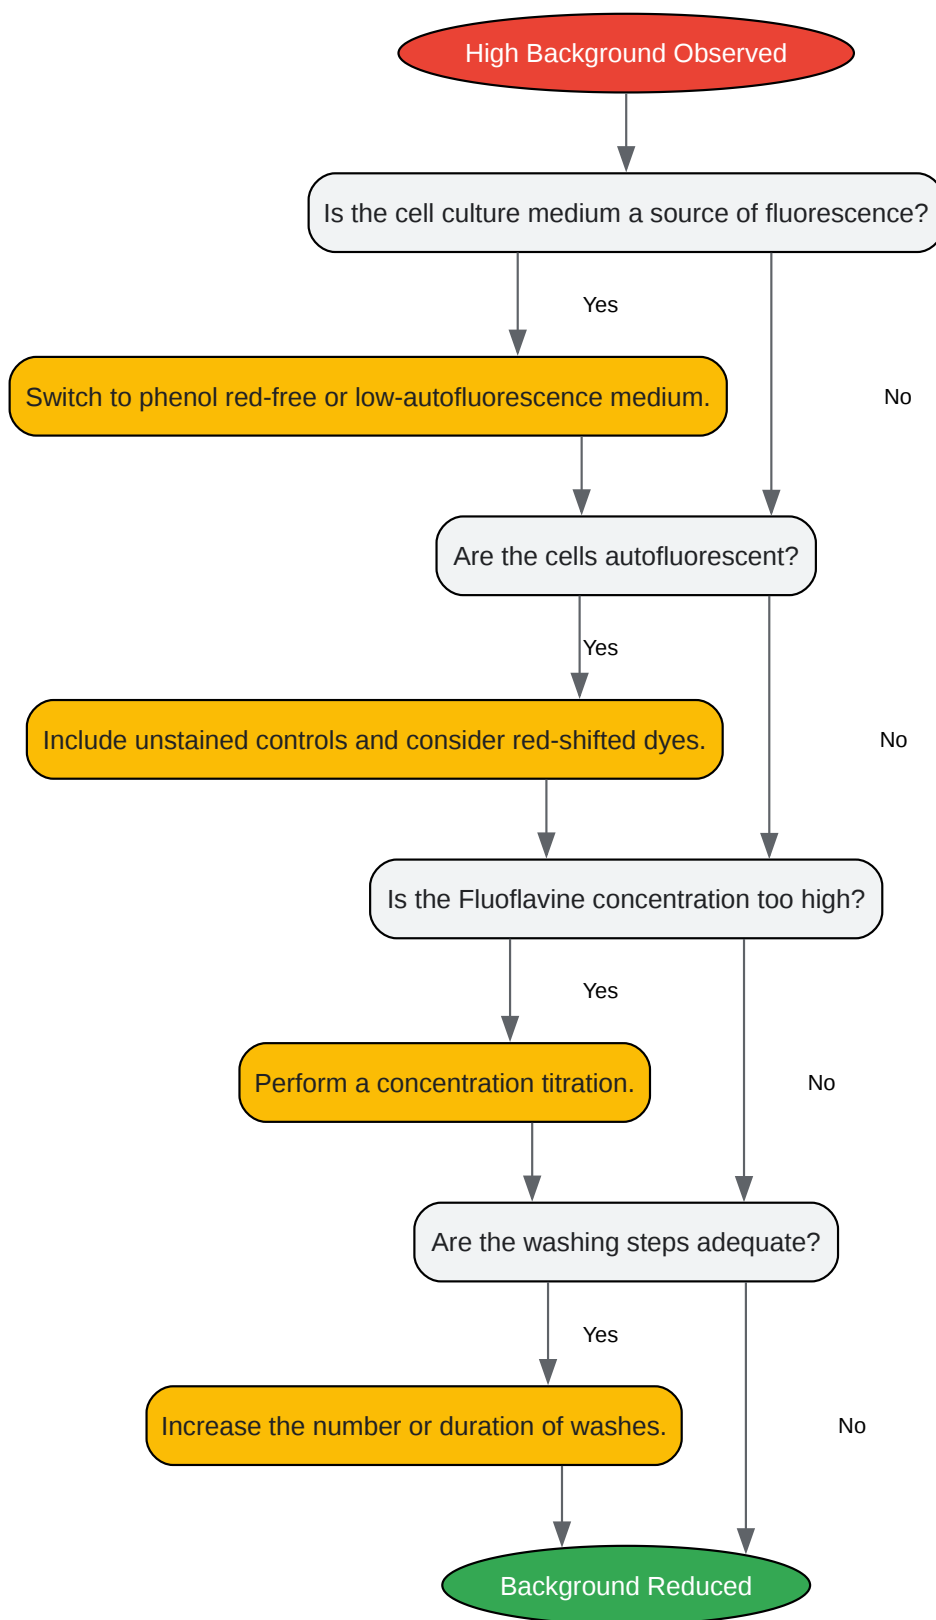 High Background Observed
Is the cell culture medium a source of fluorescence?
Yes
Switch to phenol red-free or low-autofluorescence medium.
No
Are the cells autofluorescent?
Yes
Include unstained controls and consider red-shifted dyes.
No
Is the Fluoflavine concentration too high?
Yes
Perform a concentration titration.
No
Are the washing steps adequate?
Yes
Increase the number or duration of washes.
No
Background Reduced